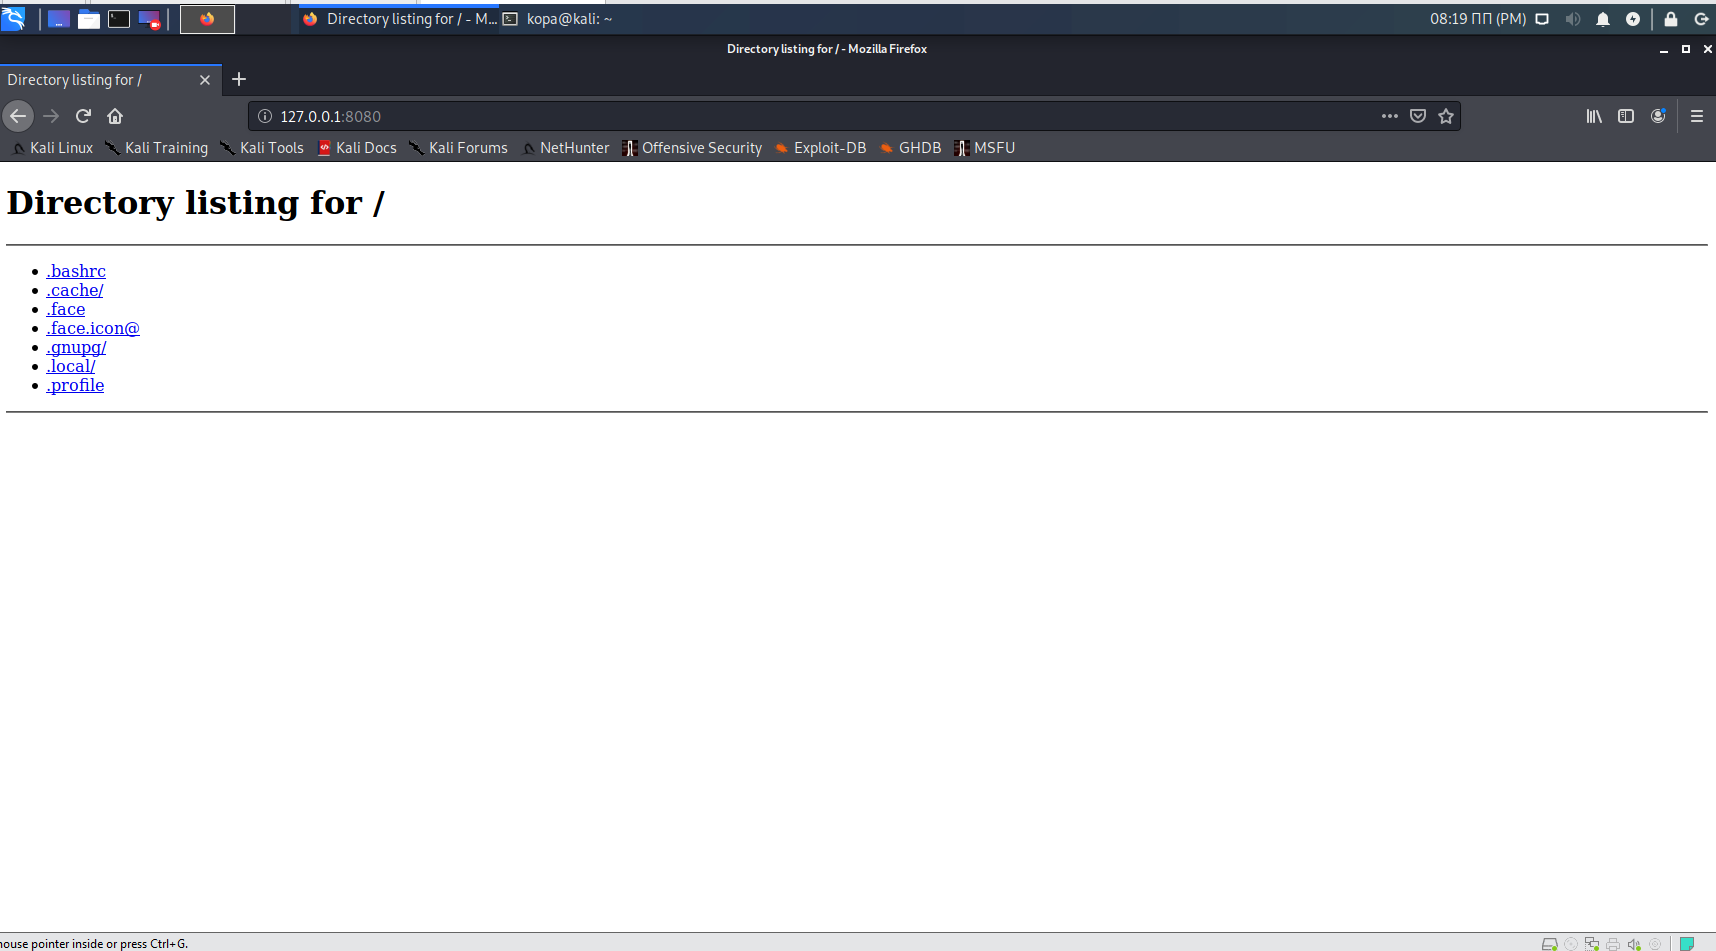 Directory listing for / - M... kopa@kali: ~ 08:19 ПП (PM)
Directory listing for / - Mozilla Firefox
Directory listing for /
127.0.0.1:8080
Kali Linux Kali Training Kali Tools Kali Docs Kali Forums NetHunter Offensive Security Exploit-DB GHDB MSFU
Directory listing for /
.bashrc
.cache/
.face
.face.icon@
.gnupg/
.local/
.profile
mouse pointer inside or press Ctrl+G.